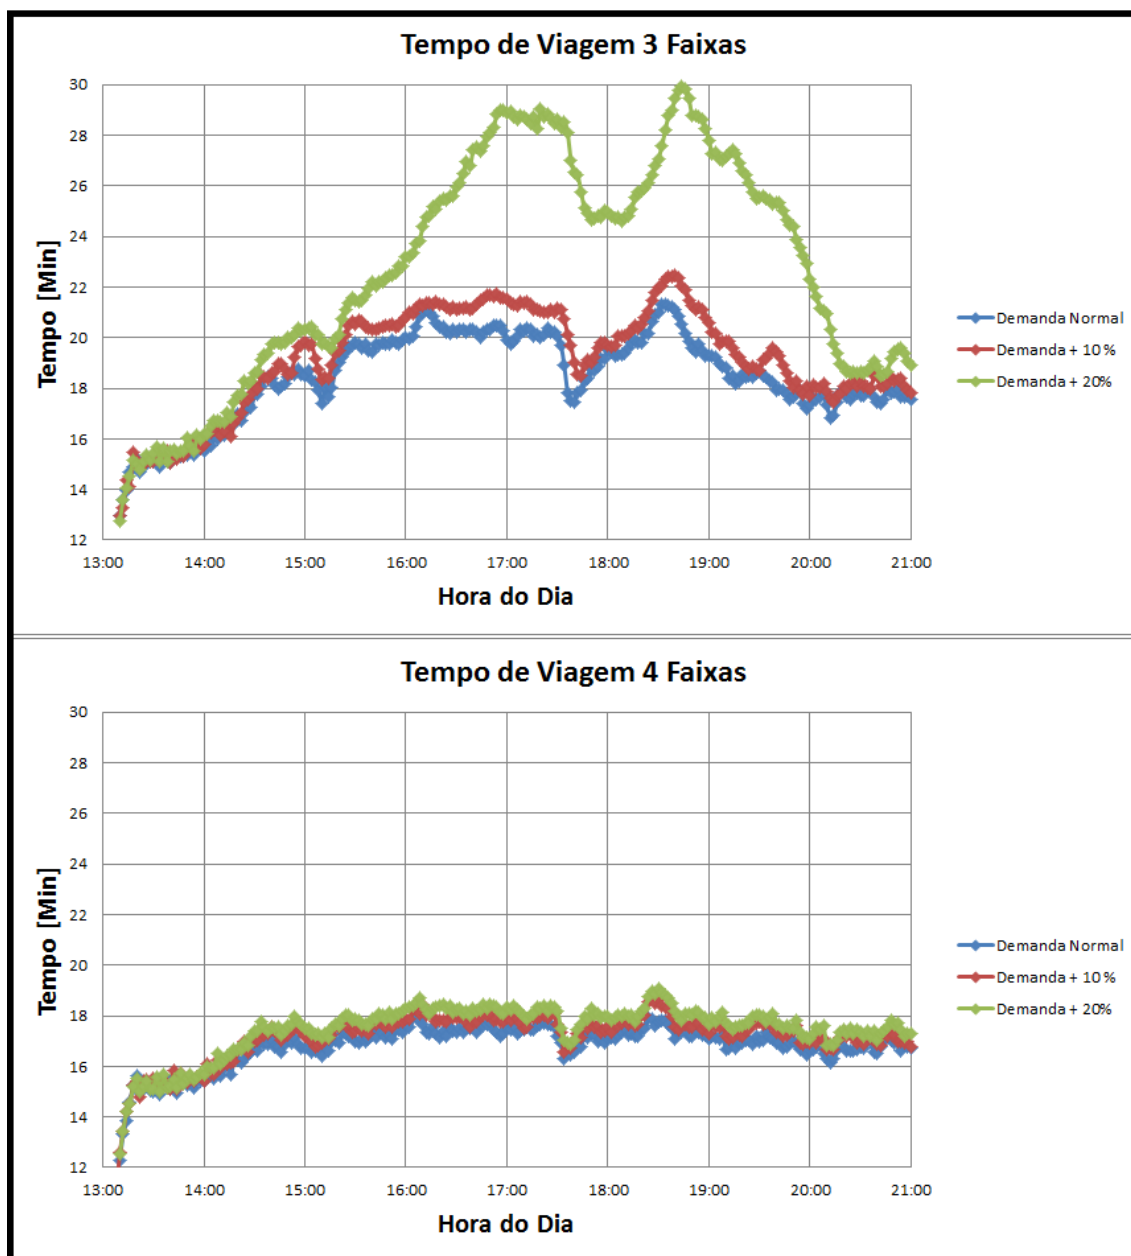 Tempo de Viagem 3 Faixas
30
28
26
24
22
20
18
16
14
12
Tempo [Min]
13:00 14:00 15:00 16:00 17:00 18:00 19:00 20:00 21:00
Hora do Dia
Demanda Normal
Demanda + 10 %
Demanda + 20%
Tempo de Viagem 4 Faixas
30
28
26
24
22
20
18
16
14
12
Tempo [Min]
13:00 14:00 15:00 16:00 17:00 18:00 19:00 20:00 21:00
Hora do Dia
Demanda Normal
Demanda + 10 %
Demanda + 20%